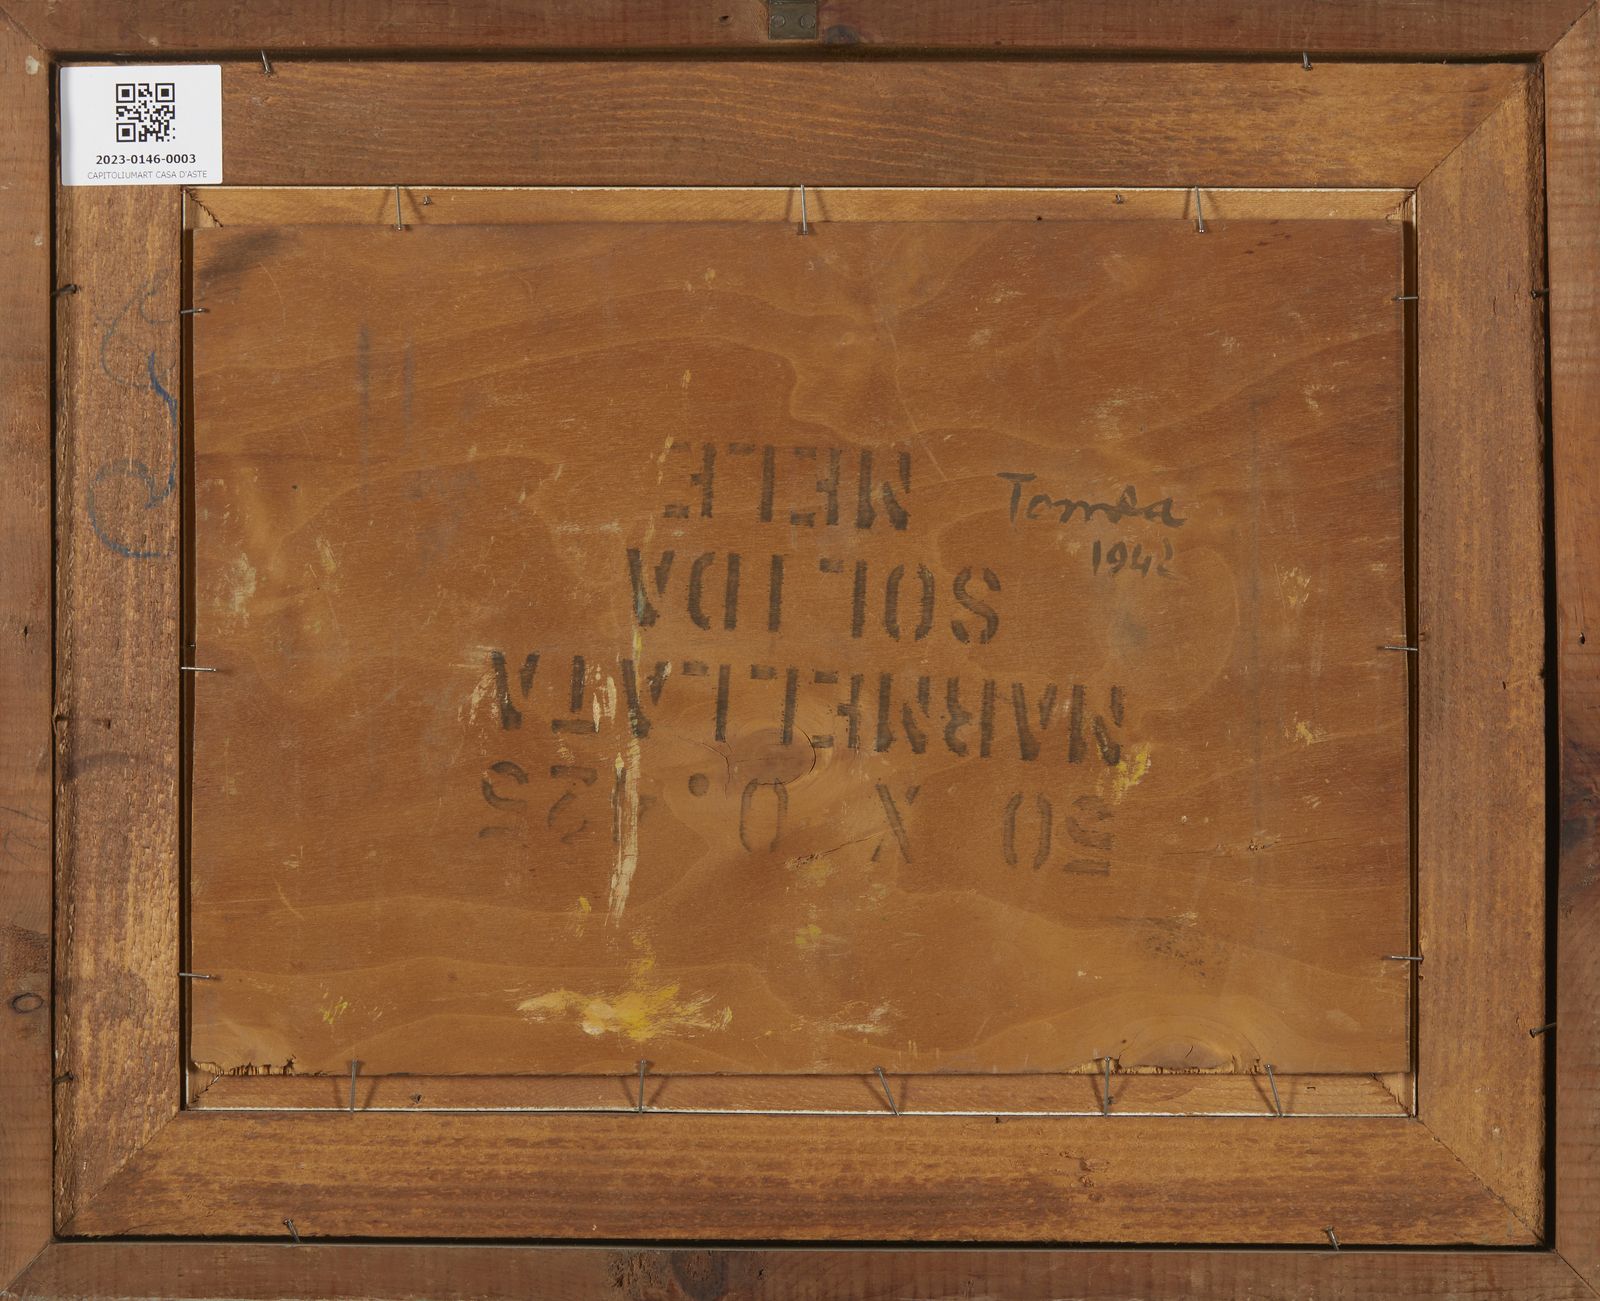 2023-0146-0003
CAPITOLIUMART CASA D'ASTE
Tomea
1942
50 X 0.125
MARMELLATA
SOLIDA
MELE